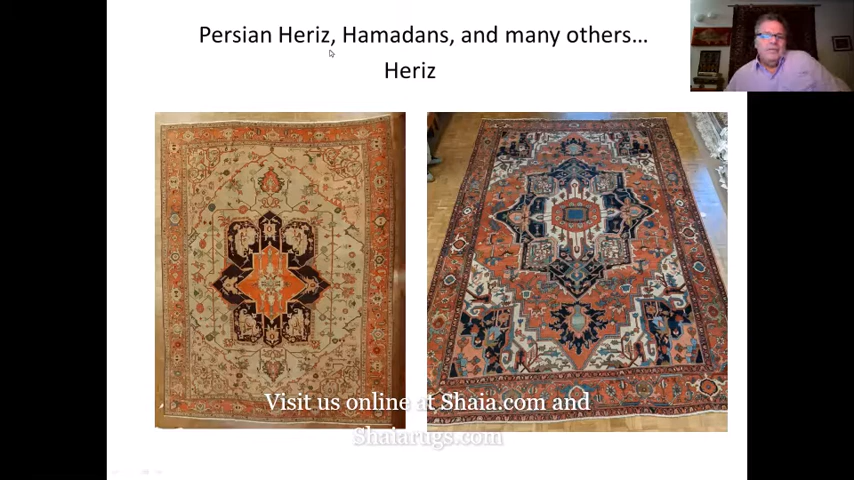 Persian Heriz, Hamadans, and many others…
Heriz
Visit us online at Shaia.com and
Shaiarugs.com